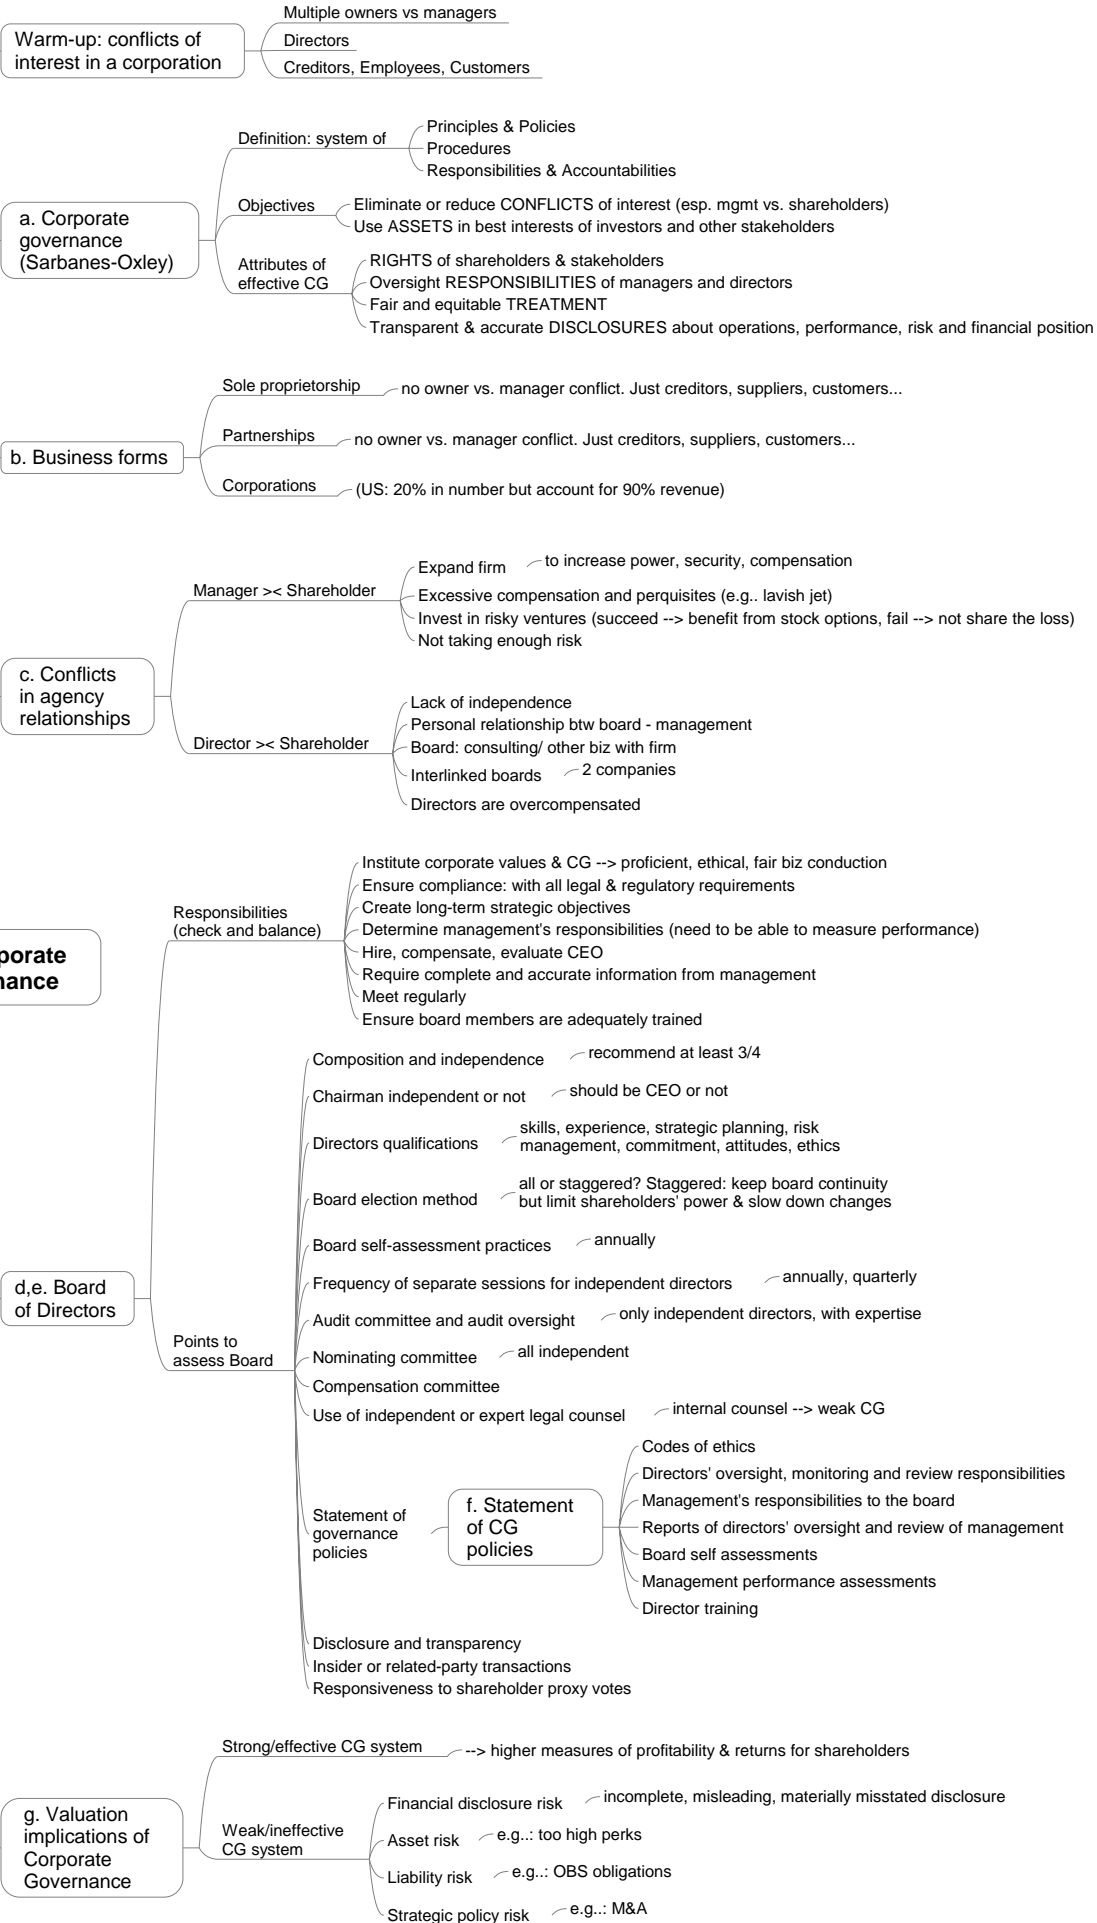 Multiple owners vs managers
Warm-up: conflicts of
interest in a corporation
Directors
Creditors, Employees, Customers
a. Corporate
governance
(Sarbanes-Oxley)
Definition: system of
Principles & Policies
Procedures
Responsibilities & Accountabilities
Objectives
Eliminate or reduce CONFLICTS of interest (esp. mgmt vs. shareholders)
Use ASSETS in best interests of investors and other stakeholders
Attributes of
effective CG
RIGHTS of shareholders & stakeholders
Oversight RESPONSIBILITIES of managers and directors
Fair and equitable TREATMENT
Transparent & accurate DISCLOSURES about operations, performance, risk and financial position
b. Business forms
Sole proprietorship
no owner vs. manager conflict. Just creditors, suppliers, customers...
Partnerships
no owner vs. manager conflict. Just creditors, suppliers, customers...
Corporations
(US: 20% in number but account for 90% revenue)
c. Conflicts
in agency
relationships
Manager >< Shareholder
Expand firm
to increase power, security, compensation
Excessive compensation and perquisites (e.g.. lavish jet)
Invest in risky ventures (succeed --> benefit from stock options, fail --> not share the loss)
Not taking enough risk
Director >< Shareholder
Lack of independence
Personal relationship btw board - management
Board: consulting/ other biz with firm
Interlinked boards
2 companies
Directors are overcompensated
porate
nance
d,e. Board
of Directors
Responsibilities
(check and balance)
Institute corporate values & CG --> proficient, ethical, fair biz conduction
Ensure compliance: with all legal & regulatory requirements
Create long-term strategic objectives
Determine management's responsibilities (need to be able to measure performance)
Hire, compensate, evaluate CEO
Require complete and accurate information from management
Meet regularly
Ensure board members are adequately trained
Points to
assess Board
Composition and independence
recommend at least 3/4
Chairman independent or not
should be CEO or not
Directors qualifications
skills, experience, strategic planning, risk
management, commitment, attitudes, ethics
Board election method
all or staggered? Staggered: keep board continuity
but limit shareholders' power & slow down changes
Board self-assessment practices
annually
Frequency of separate sessions for independent directors
annually, quarterly
Audit committee and audit oversight
only independent directors, with expertise
Nominating committee
all independent
Compensation committee
Use of independent or expert legal counsel
internal counsel --> weak CG
Statement of
governance
policies
f. Statement
of CG
policies
Codes of ethics
Directors' oversight, monitoring and review responsibilities
Management's responsibilities to the board
Reports of directors' oversight and review of management
Board self assessments
Management performance assessments
Director training
Disclosure and transparency
Insider or related-party transactions
Responsiveness to shareholder proxy votes
g. Valuation
implications of
Corporate
Governance
Strong/effective CG system
--> higher measures of profitability & returns for shareholders
Weak/ineffective
CG system
Financial disclosure risk
incomplete, misleading, materially misstated disclosure
Asset risk
e.g..: too high perks
Liability risk
e.g..: OBS obligations
Strategic policy risk
e.g..: M&A